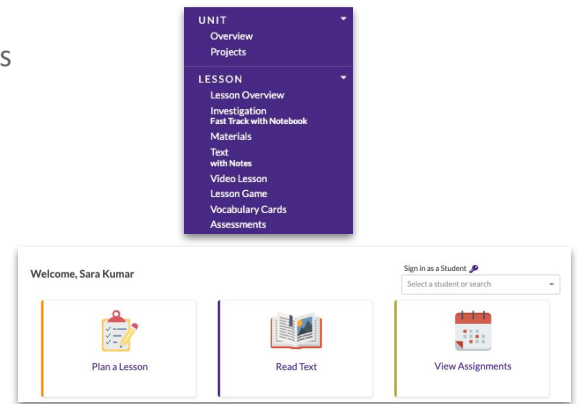 s
UNIT
Overview
Projects
LESSON
Lesson Overview
Investigation
Fast Track with Notebook
Materials
Text
with Notes
Video Lesson
Lesson Game
Vocabulary Cards
Assessments
Welcome, Sara Kumar
Sign in as a Student
Select a student or search
Plan a Lesson
Read Text
View Assignments